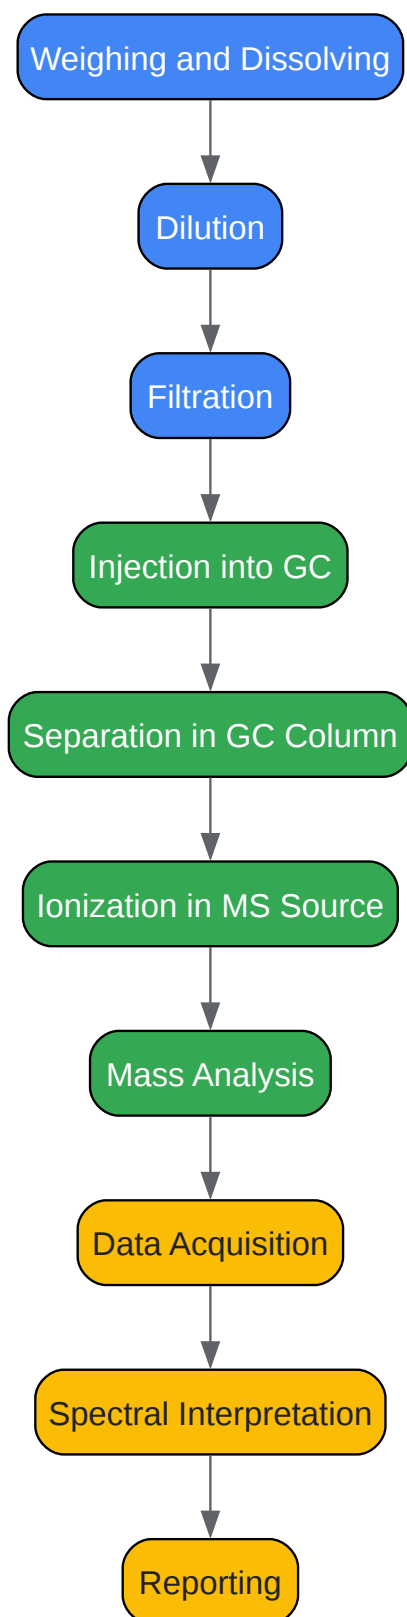 Weighing and Dissolving
Dilution
Filtration
Injection into GC
Separation in GC Column
Ionization in MS Source
Mass Analysis
Data Acquisition
Spectral Interpretation
Reporting